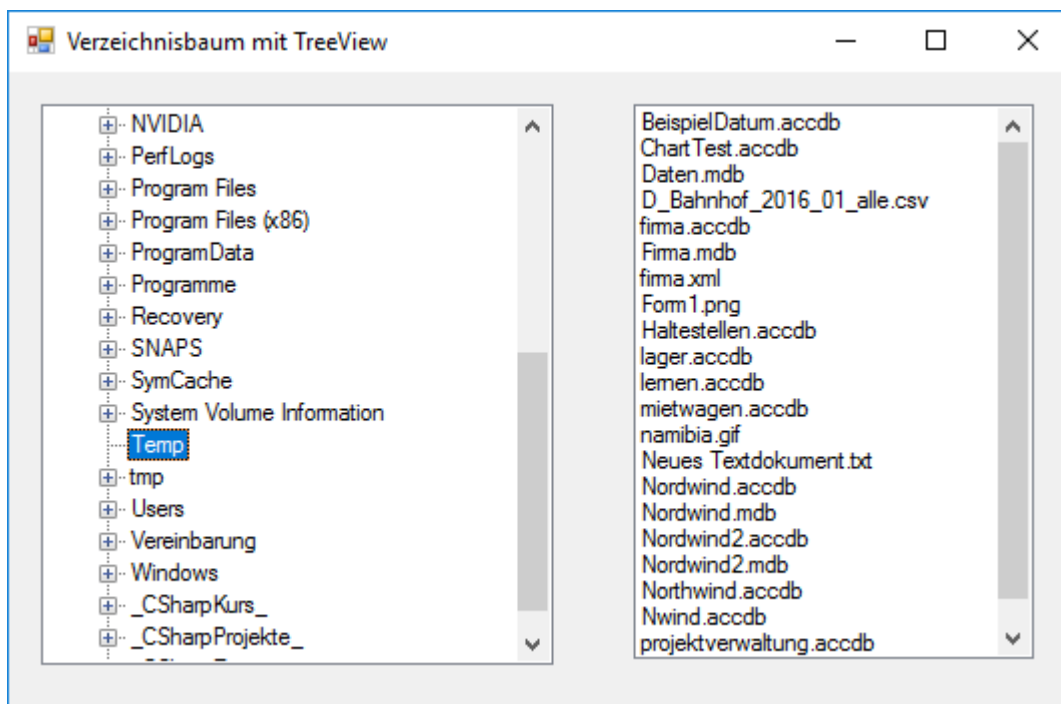 Verzeichnisbaum mit TreeView
NVIDIA
PerfLogs
Program Files
Program Files (x86)
ProgramData
Programme
Recovery
SNAPS
SymCache
System Volume Information
Temp
tmp
Users
Vereinbarung
Windows
_CSharpKurs_
_CSharpProjekte_
BeispielDatum.accdb
ChartTest.accdb
Daten.mdb
D_Bahnhof_2016_01_alle.csv
firma.accdb
Firma.mdb
firma.xml
Form1.png
Haltestellen.accdb
lager.accdb
lernen.accdb
mietwagen.accdb
namibia.gif
Neues Textdokument.txt
Nordwind.accdb
Nordwind.mdb
Nordwind2.accdb
Nordwind2.mdb
Northwind.accdb
Nwind.accdb
projektverwaltung.accdb